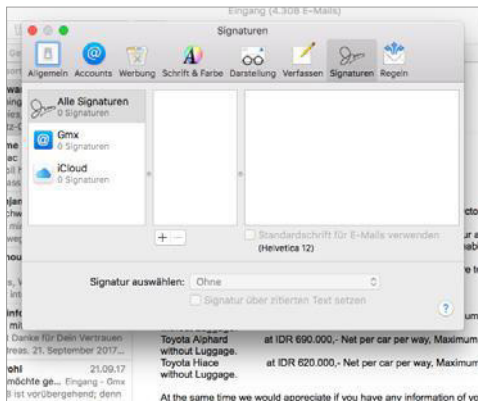 Eingang (4.308 E-Mails)
Signaturen
Allgemein Accounts Werbung Schrift & Farbe Darstellung Verfassen Signaturen Regeln
Alle Signaturen
0 Signaturen
Gmx
0 Signaturen
iCloud
0 Signaturen
+ −
Standardschrift für E-Mails verwenden
(Helvetica 12)
Signatur auswählen: Ohne
Signatur über zitierten Text setzen
?
Danke für Dein Vertrauen
reas. 21. September 2017...
ohl 21.09.17
möchte ge... Eingang - Gmx
ist vorübergehend; denn
without Luggage.
Toyota Alphard at IDR 690.000,- Net per car per way, Maximum
without Luggage.
Toyota Hiace at IDR 620.000,- Net per car per way, Maximum
without Luggage.
At the same time we would appreciate if you have any information of yo